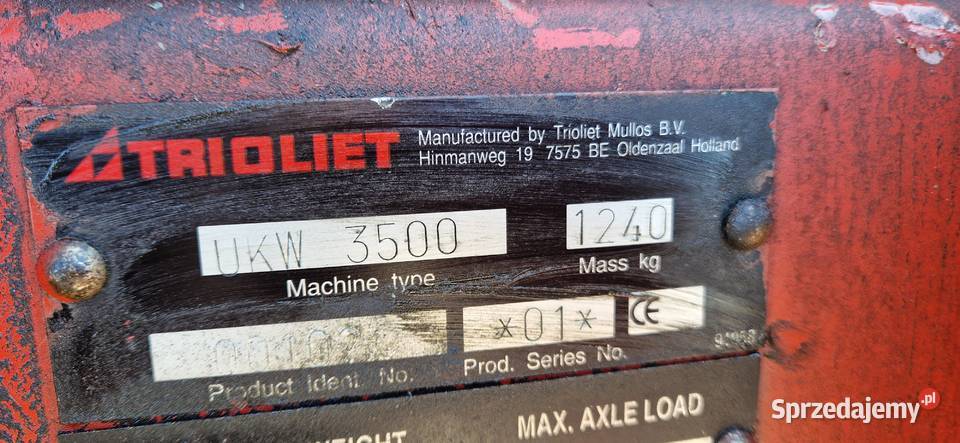 TRIOLIET
Manufactured by Trioliet Mullos B.V.
Hinmanweg 19 7575 BE Oldenzaal Holland
UKW 3500
1240
Machine type
Mass kg
*01* CE
Product Ident. No.
Prod. Series No.
MAX. AXLE LOAD
Sprzedajemy.pl